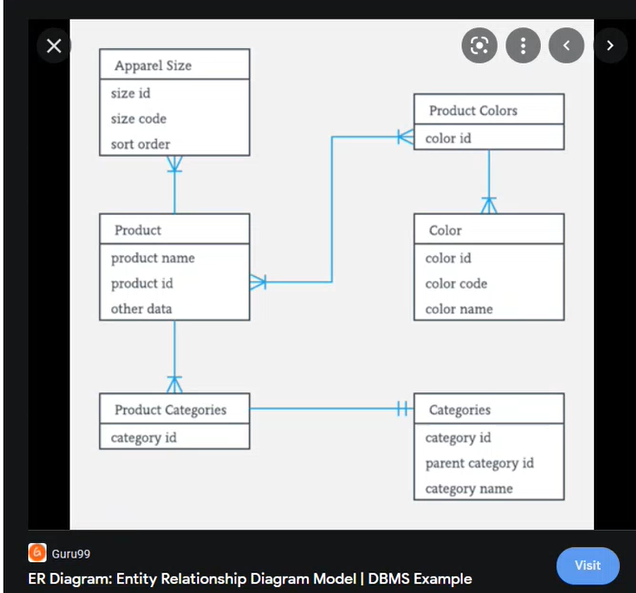 Apparel Size
size id
size code
sort order
Product Colors
color id
Product
product name
product id
other data
Color
color id
color code
color name
Product Categories
category id
Categories
category id
parent category id
category name
Guru99
ER Diagram: Entity Relationship Diagram Model | DBMS Example
Visit